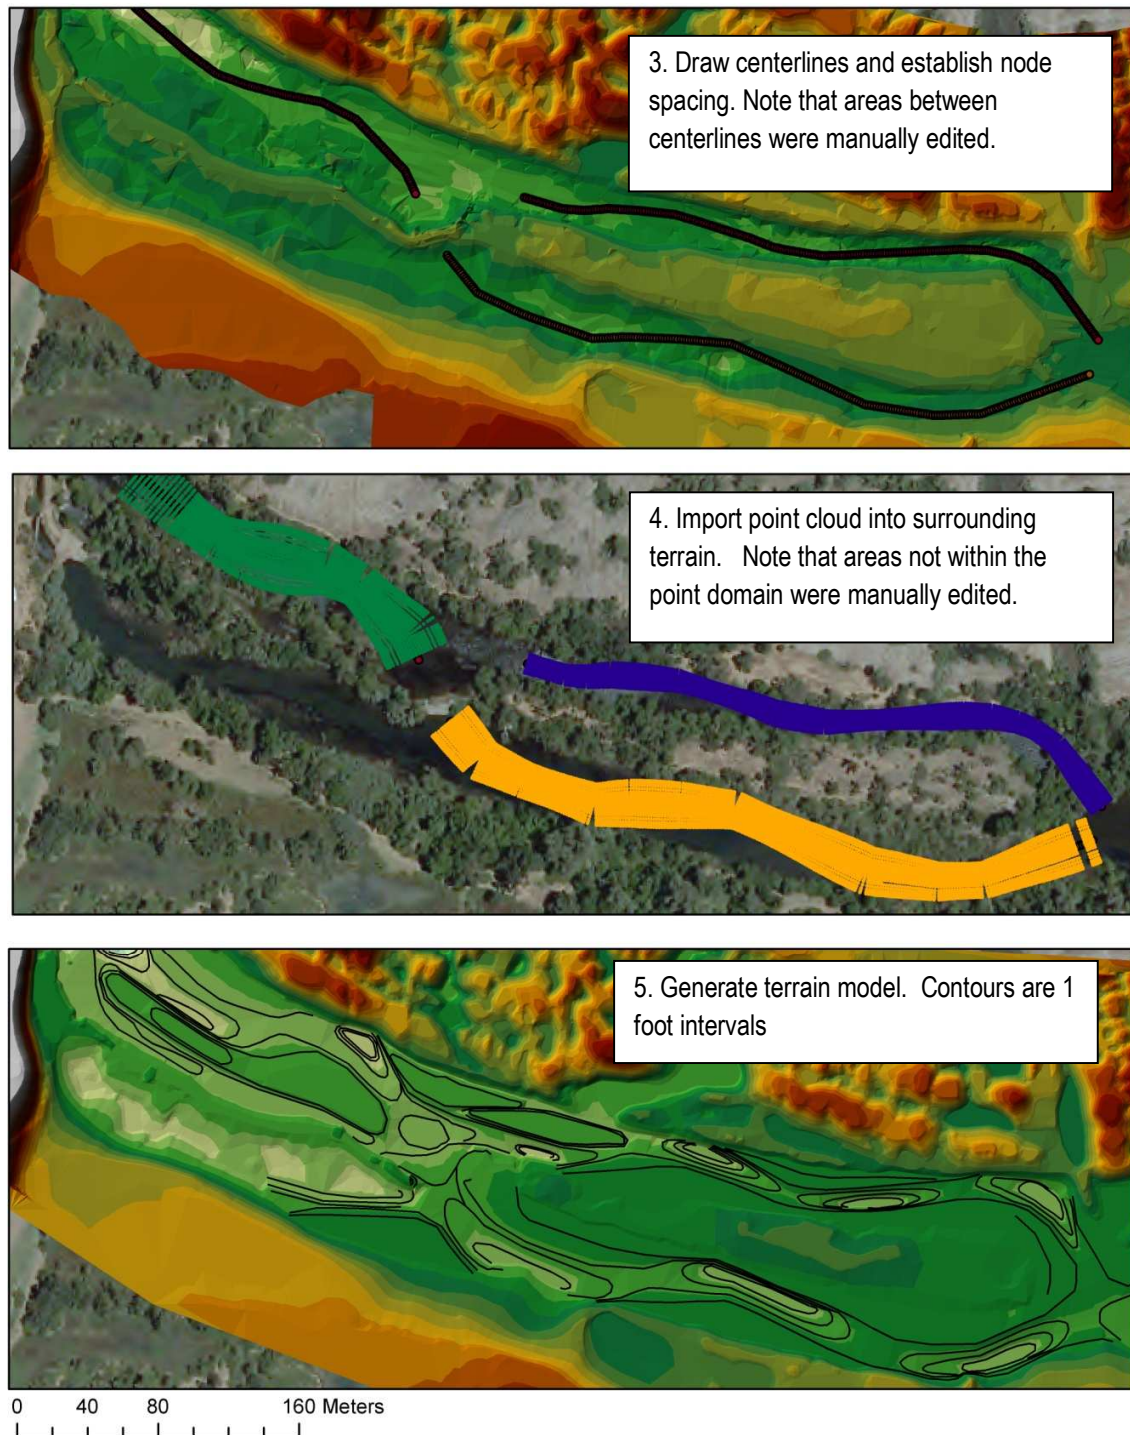 3. Draw centerlines and establish node
spacing. Note that areas between
centerlines were manually edited.
4. Import point cloud into surrounding
terrain. Note that areas not within the
point domain were manually edited.
5. Generate terrain model. Contours are 1
foot intervals
0 40 80 160 Meters